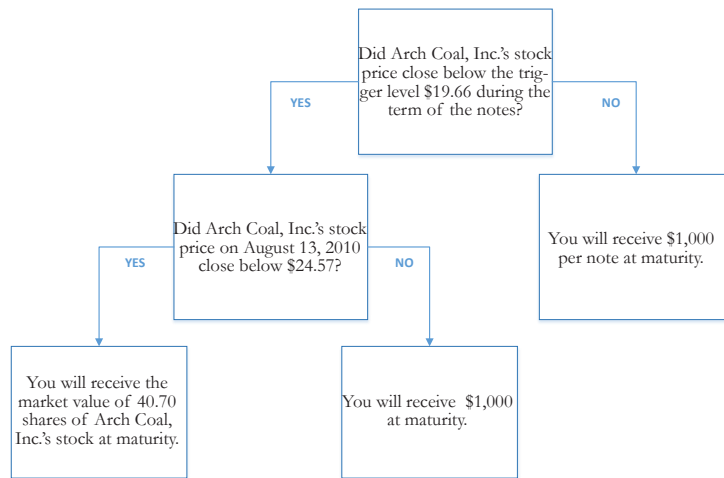 Did Arch Coal, Inc.'s stock
price close below the trig-
ger level $19.66 during the
term of the notes?
YES
NO
Did Arch Coal, Inc.'s stock
price on August 13, 2010
close below $24.57?
You will receive $1,000
per note at maturity.
YES
NO
You will receive the
market value of 40.70
shares of Arch Coal,
Inc.'s stock at maturity.
You will receive $1,000
at maturity.